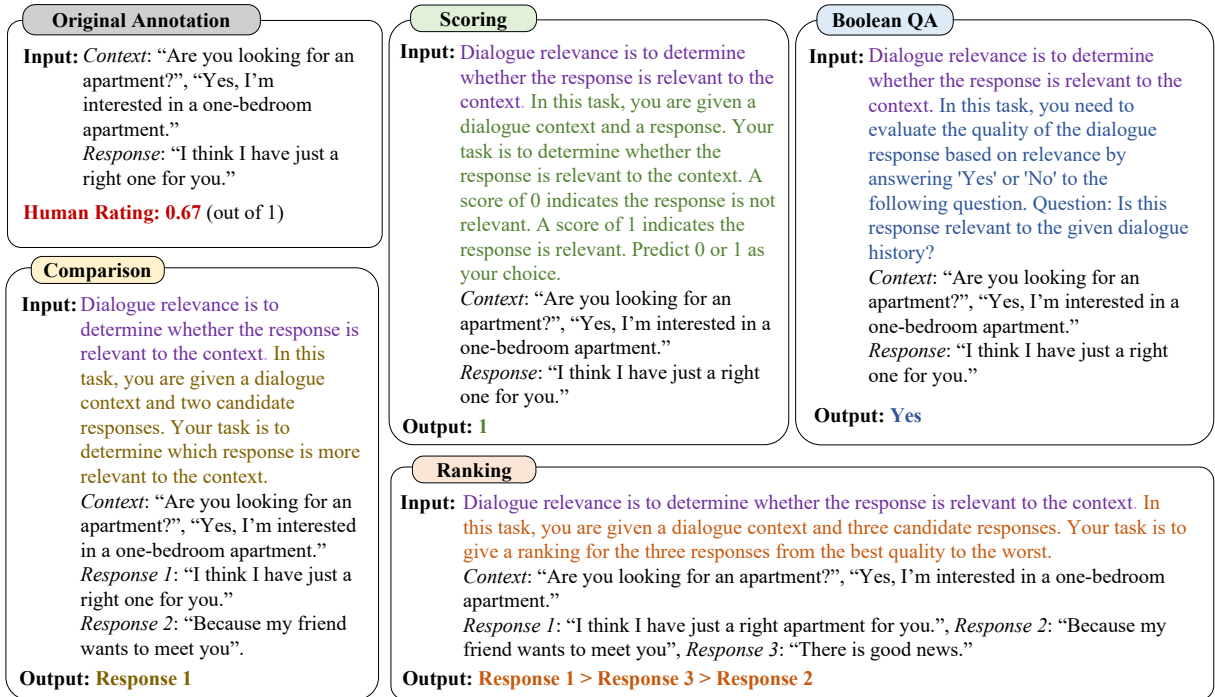 Original Annotation
Input: Context: “Are you looking for an
apartment?”, “Yes, I’m
interested in a one-bedroom
apartment.”
Response: “I think I have just a
right one for you.”
Human Rating: 0.67 (out of 1)
Comparison
Input: Dialogue relevance is to
determine whether the response is
relevant to the context. In this
task, you are given a dialogue
context and two candidate
responses. Your task is to
determine which response is more
relevant to the context.
Context: “Are you looking for an
apartment?”, “Yes, I’m interested
in a one-bedroom apartment.”
Response 1: “I think I have just a
right one for you.”
Response 2: “Because my friend
wants to meet you”.
Output: Response 1
Scoring
Input: Dialogue relevance is to determine
whether the response is relevant to the
context. In this task, you are given a
dialogue context and a response. Your
task is to determine whether the
response is relevant to the context. A
score of 0 indicates the response is not
relevant. A score of 1 indicates the
response is relevant. Predict 0 or 1 as
your choice.
Context: “Are you looking for an
apartment?”, “Yes, I’m interested in a
one-bedroom apartment.”
Response: “I think I have just a right
one for you.”
Output: 1
Boolean QA
Input: Dialogue relevance is to determine
whether the response is relevant to the
context. In this task, you need to
evaluate the quality of the dialogue
response based on relevance by
answering 'Yes' or 'No' to the
following question. Question: Is this
response relevant to the given dialogue
history?
Context: “Are you looking for an
apartment?”, “Yes, I’m interested in a
one-bedroom apartment.”
Response: “I think I have just a right
one for you.”
Output: Yes
Ranking
Input: Dialogue relevance is to determine whether the response is relevant to the context. In
this task, you are given a dialogue context and three candidate responses. Your task is to
give a ranking for the three responses from the best quality to the worst.
Context: “Are you looking for an apartment?”, “Yes, I’m interested in a one-bedroom
apartment.”
Response 1: “I think I have just a right apartment for you.”, Response 2: “Because my
friend wants to meet you”, Response 3: “There is good news.”
Output: Response 1 > Response 3 > Response 2